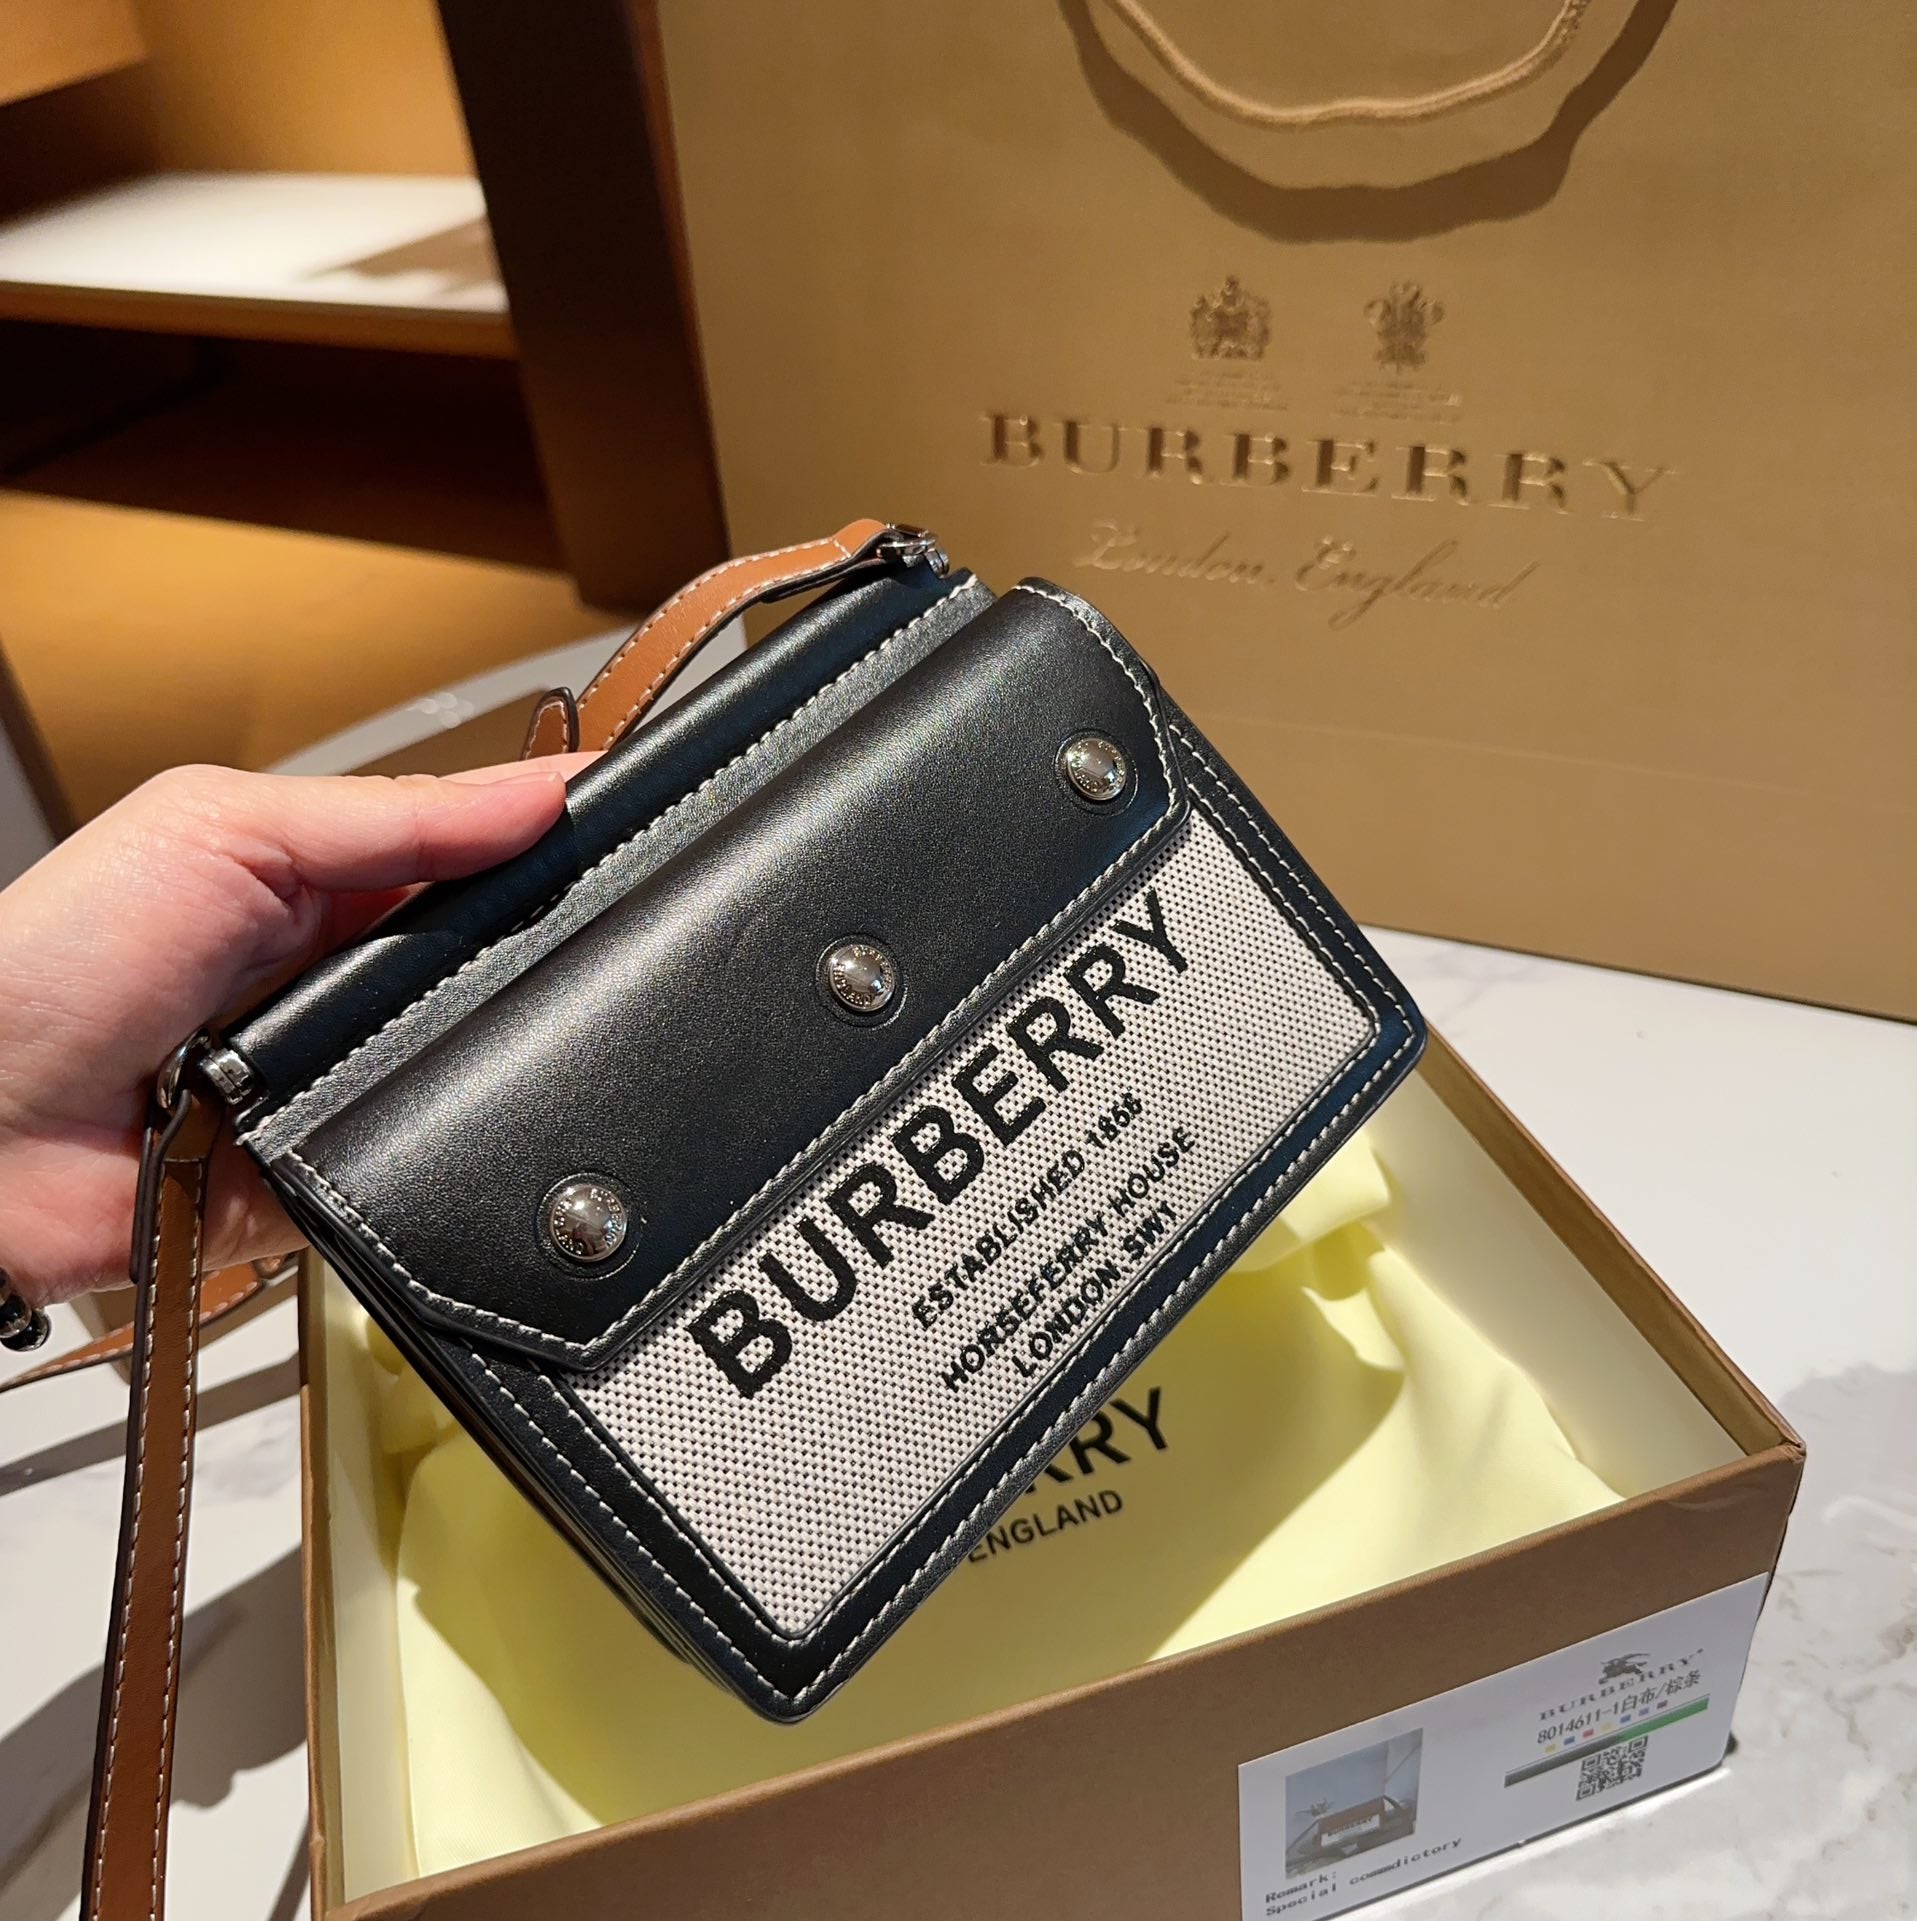 BURBERRY
London, England
BURBERRY
ESTABLISHED 1856
HORSEFERRY HOUSE
LONDON SW1
RRY
ENGLAND
BURBERRY
8014611-1白布/棕条
Remark:
Special commdictory